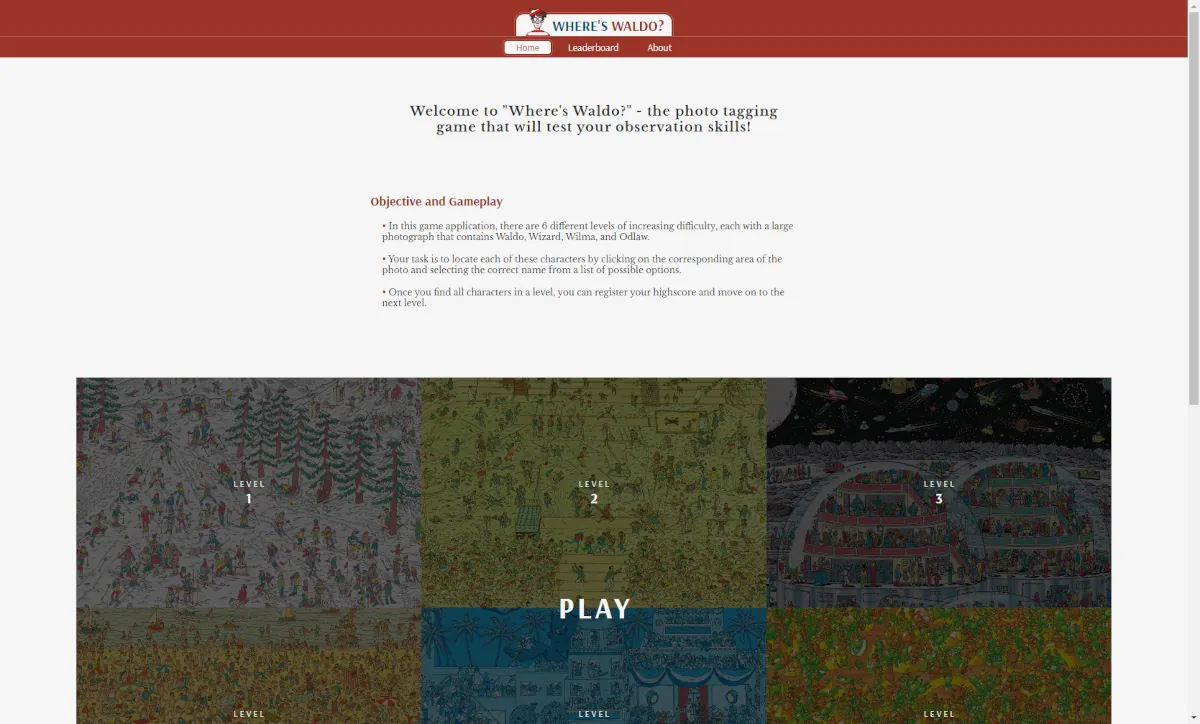 WHERE'S WALDO?
Home Leaderboard About
Welcome to "Where's Waldo?" - the photo tagging
game that will test your observation skills!
Objective and Gameplay
• In this game application, there are 6 different levels of increasing difficulty, each with a large
photograph that contains Waldo, Wizard, Wilma, and Odlaw.
• Your task is to locate each of these characters by clicking on the corresponding area of the
photo and selecting the correct name from a list of possible options.
• Once you find all characters in a level, you can register your highscore and move on to the
next level.
LEVEL
1
LEVEL
2
LEVEL
3
PLAY
LEVEL
LEVEL
LEVEL